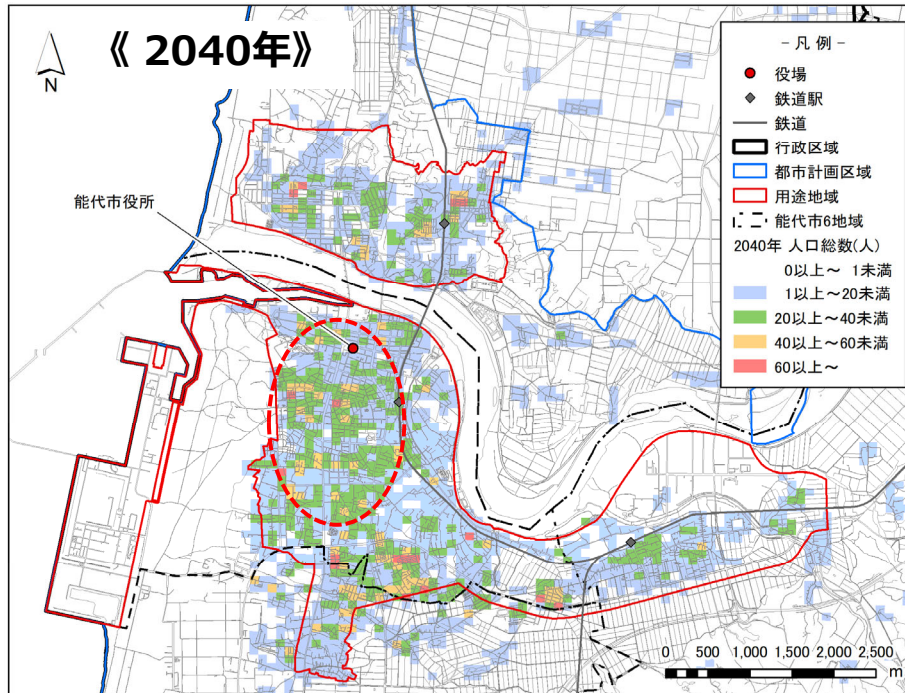 《 2040年》
N
能代市役所
- 凡 例 -
役場
鉄道駅
鉄道
行政区域
都市計画区域
用途地域
能代市6地域
2040年 人口総数(人)
0以上～ 1未満
1以上～20未満
20以上～40未満
40以上～60未満
60以上～
0 500 1,000 1,500 2,000 2,500
m